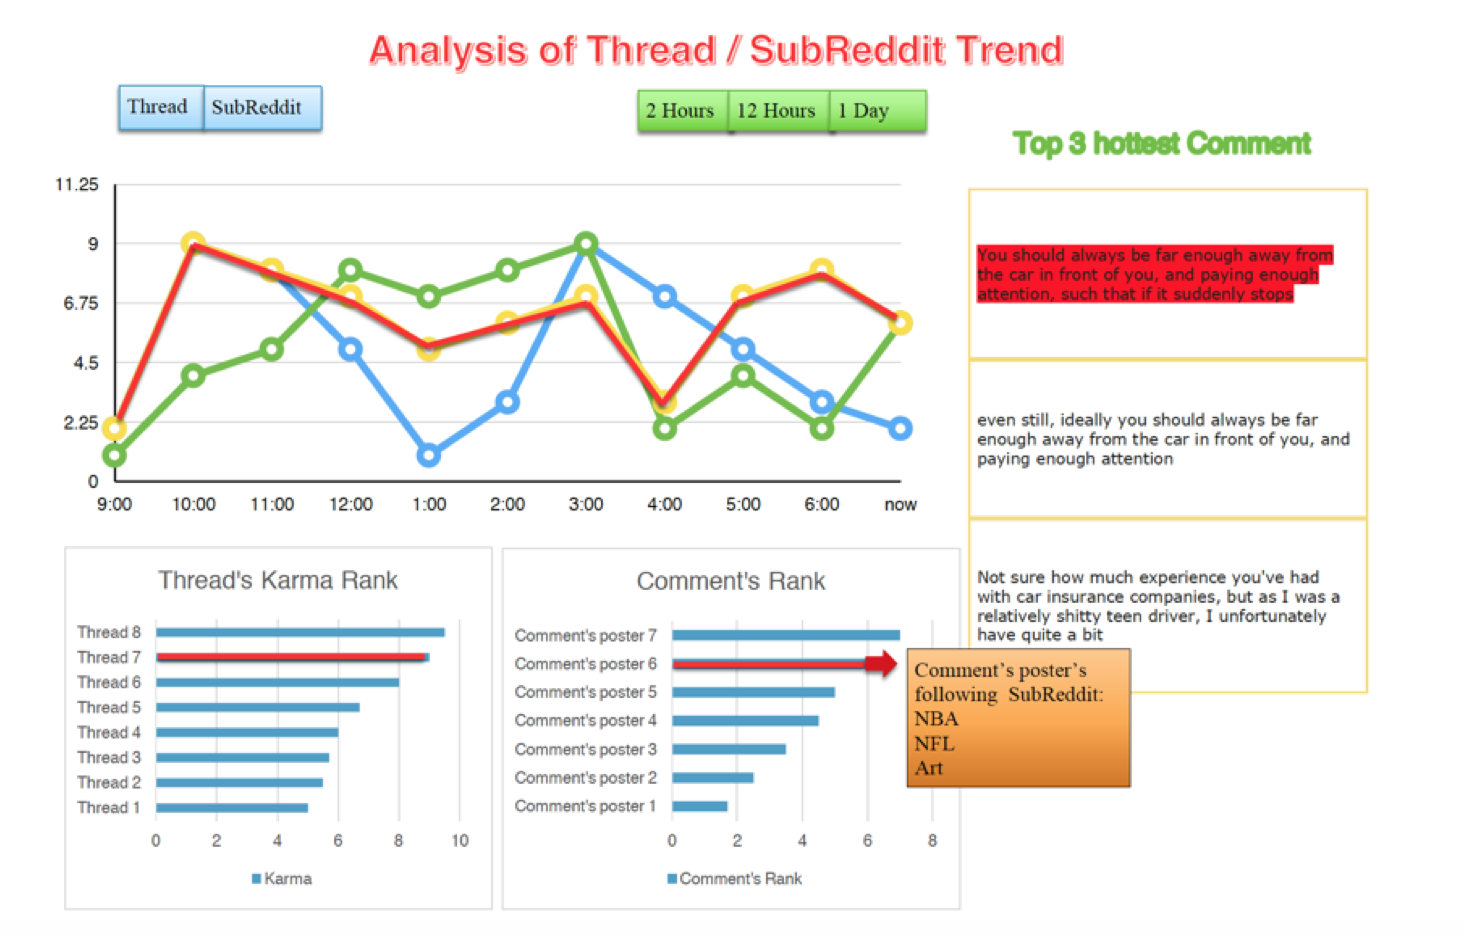 Analysis of Thread / SubReddit Trend
Thread SubReddit
2 Hours 12 Hours 1 Day
11.25
9
6.75
4.5
2.25
0
9:00 10:00 11:00 12:00 1:00 2:00 3:00 4:00 5:00 6:00 now
Top 3 hottest Comment
You should always be far enough away from
the car in front of you, and paying enough
attention, such that if it suddenly stops
even still, ideally you should always be far
enough away from the car in front of you, and
paying enough attention
Not sure how much experience you've had
with car insurance companies, but as I was a
relatively shitty teen driver, I unfortunately
have quite a bit
Thread's Karma Rank
Thread 8
Thread 7
Thread 6
Thread 5
Thread 4
Thread 3
Thread 2
Thread 1
0 2 4 6 8 10
Karma
Comment's Rank
Comment's poster 7
Comment's poster 6
Comment's poster 5
Comment's poster 4
Comment's poster 3
Comment's poster 2
Comment's poster 1
0 2 4 6 8
Comment's Rank
Comment’s poster’s
following SubReddit:
NBA
NFL
Art